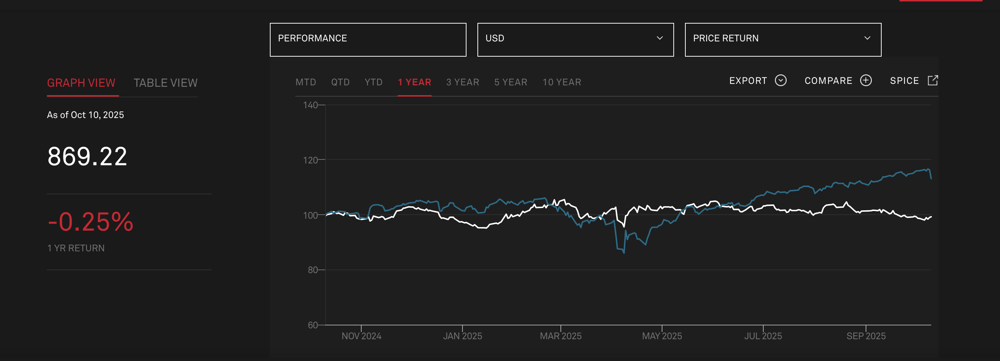 PERFORMANCE
USD
PRICE RETURN
GRAPH VIEW TABLE VIEW
As of Oct 10, 2025
869.22
-0.25%
1 YR RETURN
MTD QTD YTD 1 YEAR 3 YEAR 5 YEAR 10 YEAR
EXPORT COMPARE SPICE
140
120
100
80
60
NOV 2024 JAN 2025 MAR 2025 MAY 2025 JUL 2025 SEP 2025